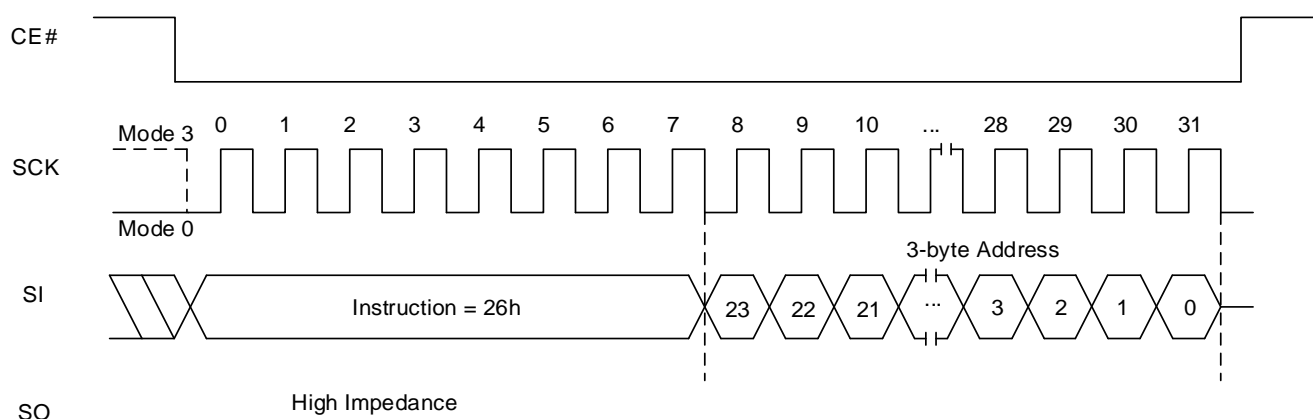 CE#
Mode 3
0 1 2 3 4 5 6 7 8 9 10 ... 28 29 30 31
SCK
Mode 0
3-byte Address
SI
Instruction = 26h 23 22 21 ... 3 2 1 0
SO
High Impedance